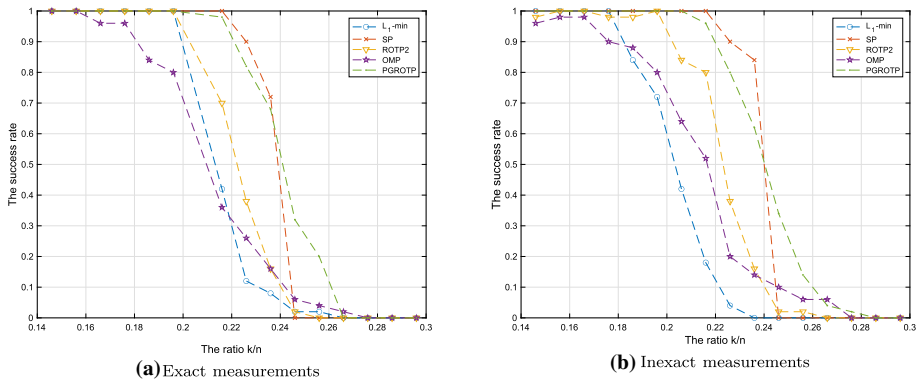 The success rate
1
0.9
0.8
0.7
0.6
0.5
0.4
0.3
0.2
0.1
0
0.14 0.16 0.18 0.2 0.22 0.24 0.26 0.28 0.3
The ratio k/n
L1-min
SP
ROTP2
OMP
PGROTP
(a) Exact measurements
The success rate
1
0.9
0.8
0.7
0.6
0.5
0.4
0.3
0.2
0.1
0
0.14 0.16 0.18 0.2 0.22 0.24 0.26 0.28 0.3
The ratio k/n
L1-min
SP
ROTP2
OMP
PGROTP
(b) Inexact measurements